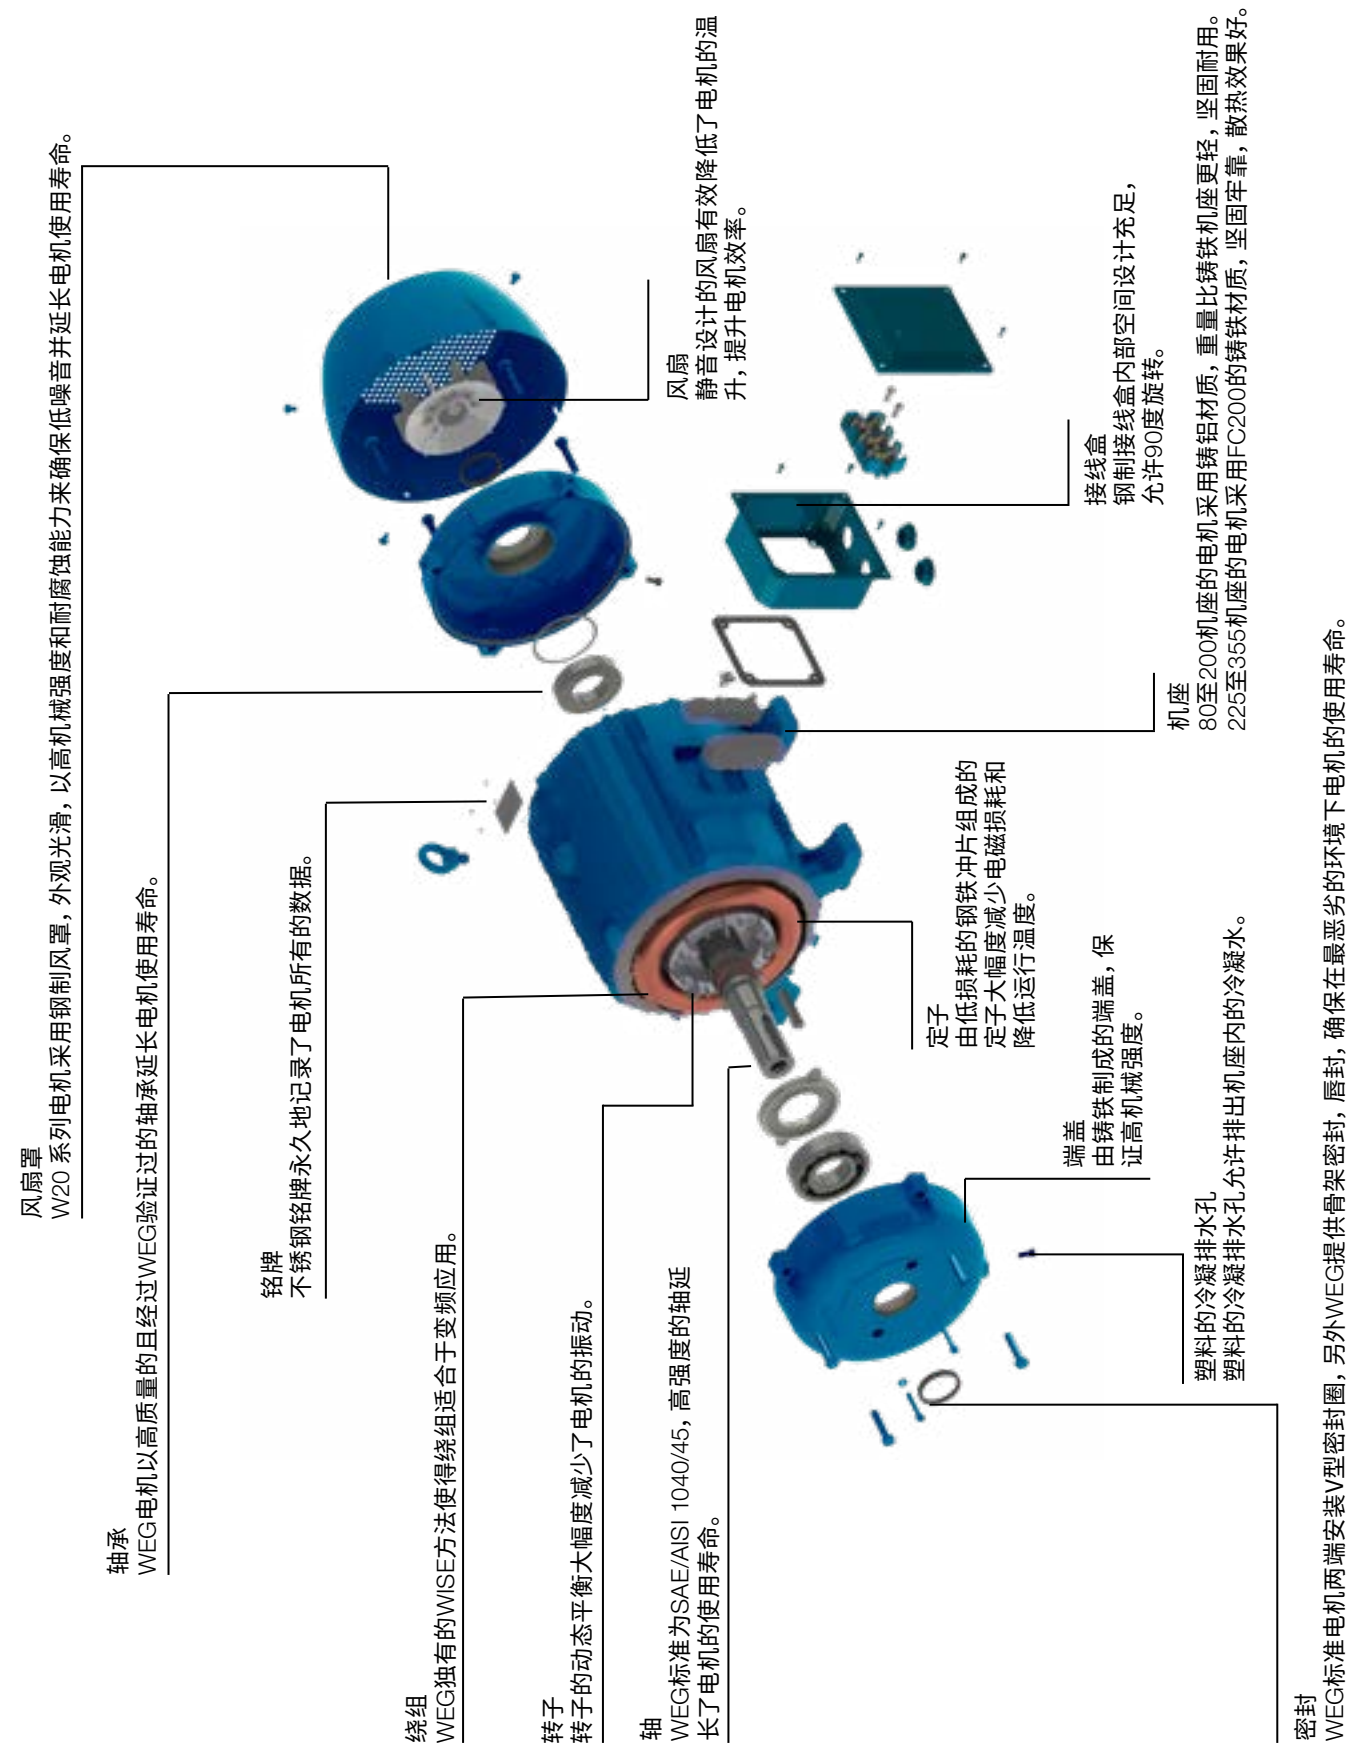 风扇罩
W20 系列电机采用钢制风罩，外观光滑，以高机械强度和耐腐蚀能力来确保低噪音并延长电机使用寿命。
轴承
WEG电机以高质量的且经过WEG验证过的轴承延长电机使用寿命。
铭牌
不锈钢铭牌永久地记录了电机所有的数据。
绕组
WEG独有的WISE方法使得绕组适合于变频应用。
转子
转子的动态平衡大幅度减少了电机的振动。
轴
WEG标准为SAE/AISI 1040/45，高强度的轴延
长了电机的使用寿命。
风扇
静音设计的风扇有效降低了电机的温
升，提升电机效率。
定子
由低损耗的钢铁冲片组成的
定子大幅度减少电磁损耗和
降低运行温度。
端盖
由铸铁制成的端盖，保
证高机械强度。
接线盒
钢制接线盒内部空间设计充足，
允许90度旋转。
机座
80至200机座的电机采用铸铝材质，重量比铸铁机座更轻，坚固耐用。
225至355机座的电机采用FC200的铸铁材质，坚固牢靠，散热效果好。
塑料的冷凝排水孔
塑料的冷凝排水孔允许排出机座内的冷凝水。
密封
WEG标准电机两端安装V型密封圈，另外WEG提供骨架密封，唇封，确保在最恶劣的环境下电机的使用寿命。